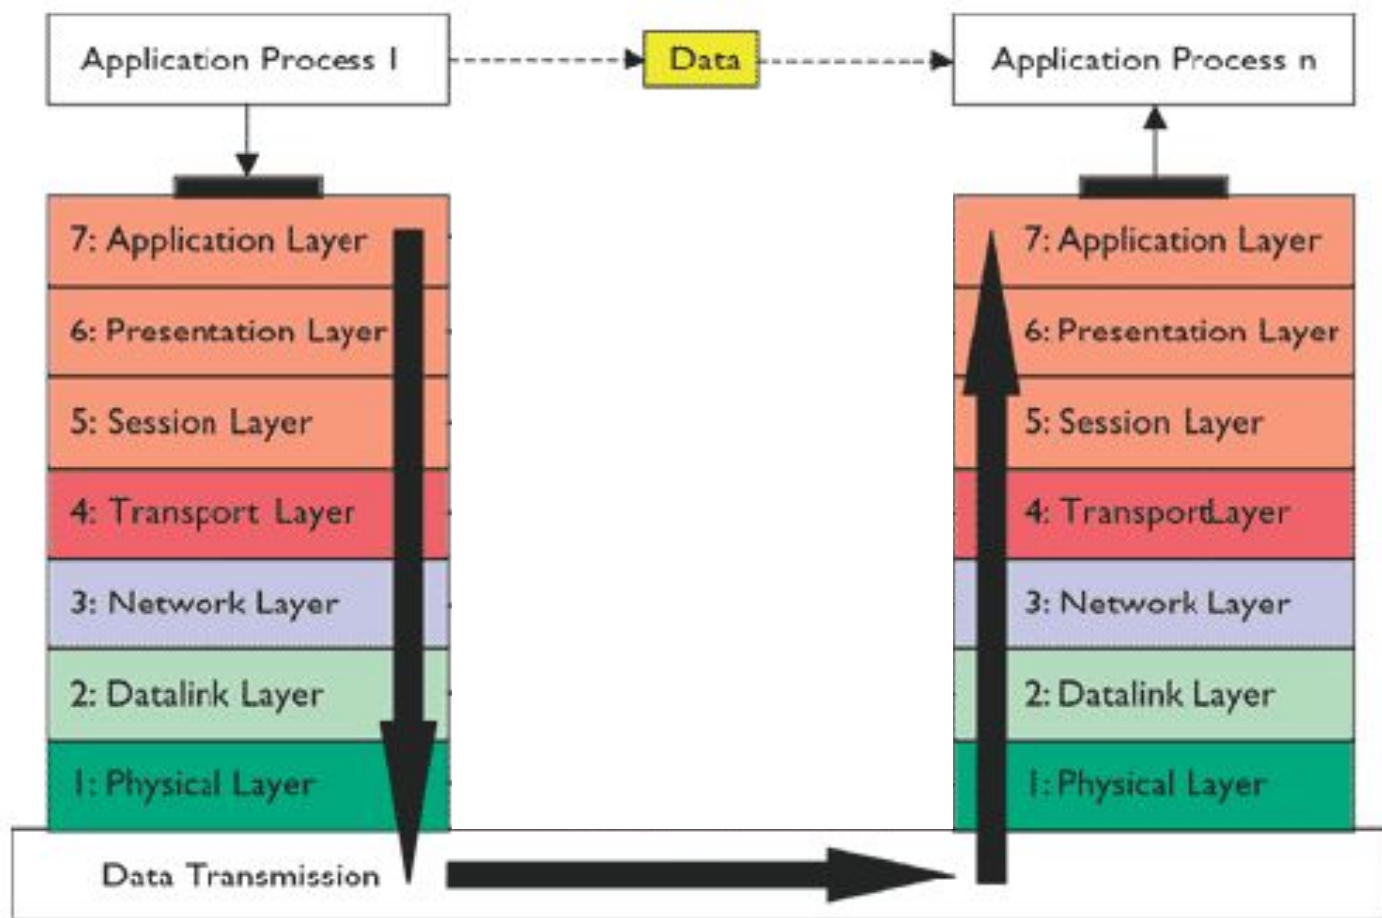 Application Process 1
Data
Application Process n
7: Application Layer
6: Presentation Layer
5: Session Layer
4: Transport Layer
3: Network Layer
2: Datalink Layer
1: Physical Layer
7: Application Layer
6: Presentation Layer
5: Session Layer
4: TransportLayer
3: Network Layer
2: Datalink Layer
1: Physical Layer
Data Transmission